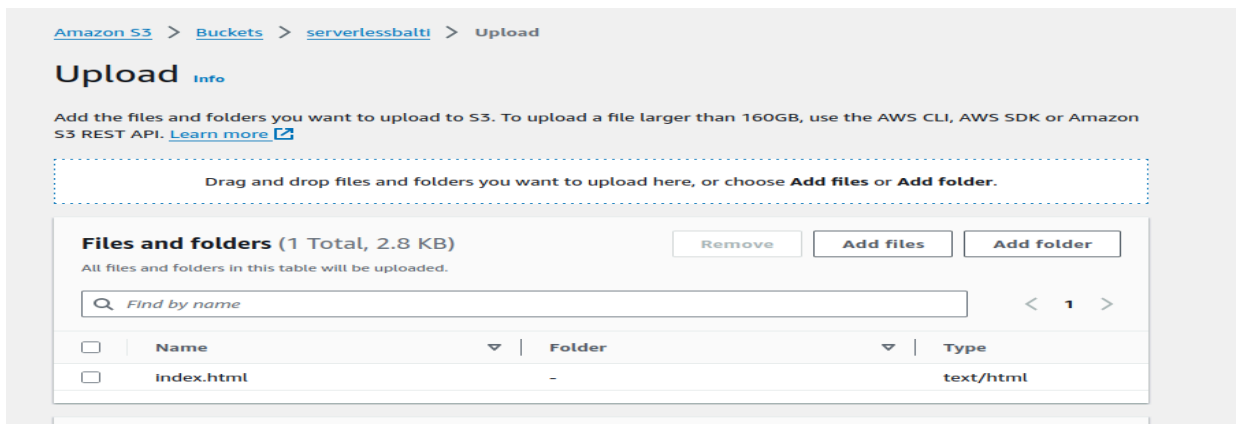 Amazon S3 > Buckets > serverlessbalti > Upload
Upload Info
Add the files and folders you want to upload to S3. To upload a file larger than 160GB, use the AWS CLI, AWS SDK or Amazon
S3 REST API. Learn more
Drag and drop files and folders you want to upload here, or choose Add files or Add folder.
Files and folders (1 Total, 2.8 KB) Remove Add files Add folder
All files and folders in this table will be uploaded.
Find by name < 1 >
Name Folder Type
index.html - text/html